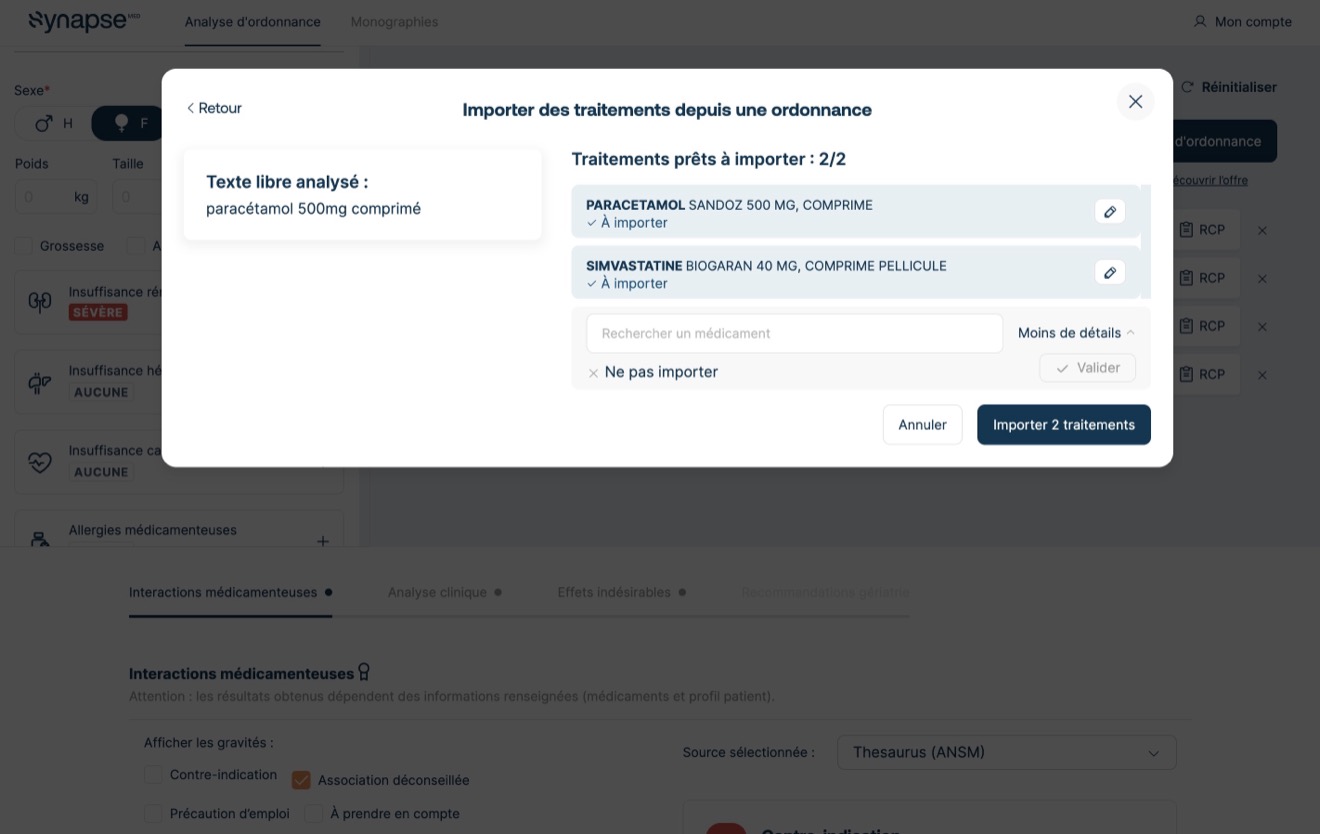 Synapse MED
Analyse d'ordonnance
Monographies
Mon compte
Sexe*
H
F
Poids
Taille
0 kg
0
Grossesse
A
Insuffisance rén
SÉVÈRE
Insuffisance hé
AUCUNE
Insuffisance ca
AUCUNE
Allergies médicamenteuses
Réinitialiser
d'ordonnance
écouvrir l'offre
RCP
RCP
RCP
RCP
Retour
Importer des traitements depuis une ordonnance
Texte libre analysé :
paracétamol 500mg comprimé
Traitements prêts à importer : 2/2
PARACETAMOL SANDOZ 500 MG, COMPRIME
À importer
SIMVASTATINE BIOGARAN 40 MG, COMPRIME PELLICULE
À importer
Rechercher un médicament
Moins de détails
Ne pas importer
Valider
Annuler
Importer 2 traitements
Interactions médicamenteuses
Analyse clinique
Effets indésirables
Recommandations gériatrie
Interactions médicamenteuses
Attention : les résultats obtenus dépendent des informations renseignées (médicaments et profil patient).
Afficher les gravités :
Contre-indication
Association déconseillée
Précaution d'emploi
À prendre en compte
Source sélectionnée :
Thesaurus (ANSM)
Contre-indication